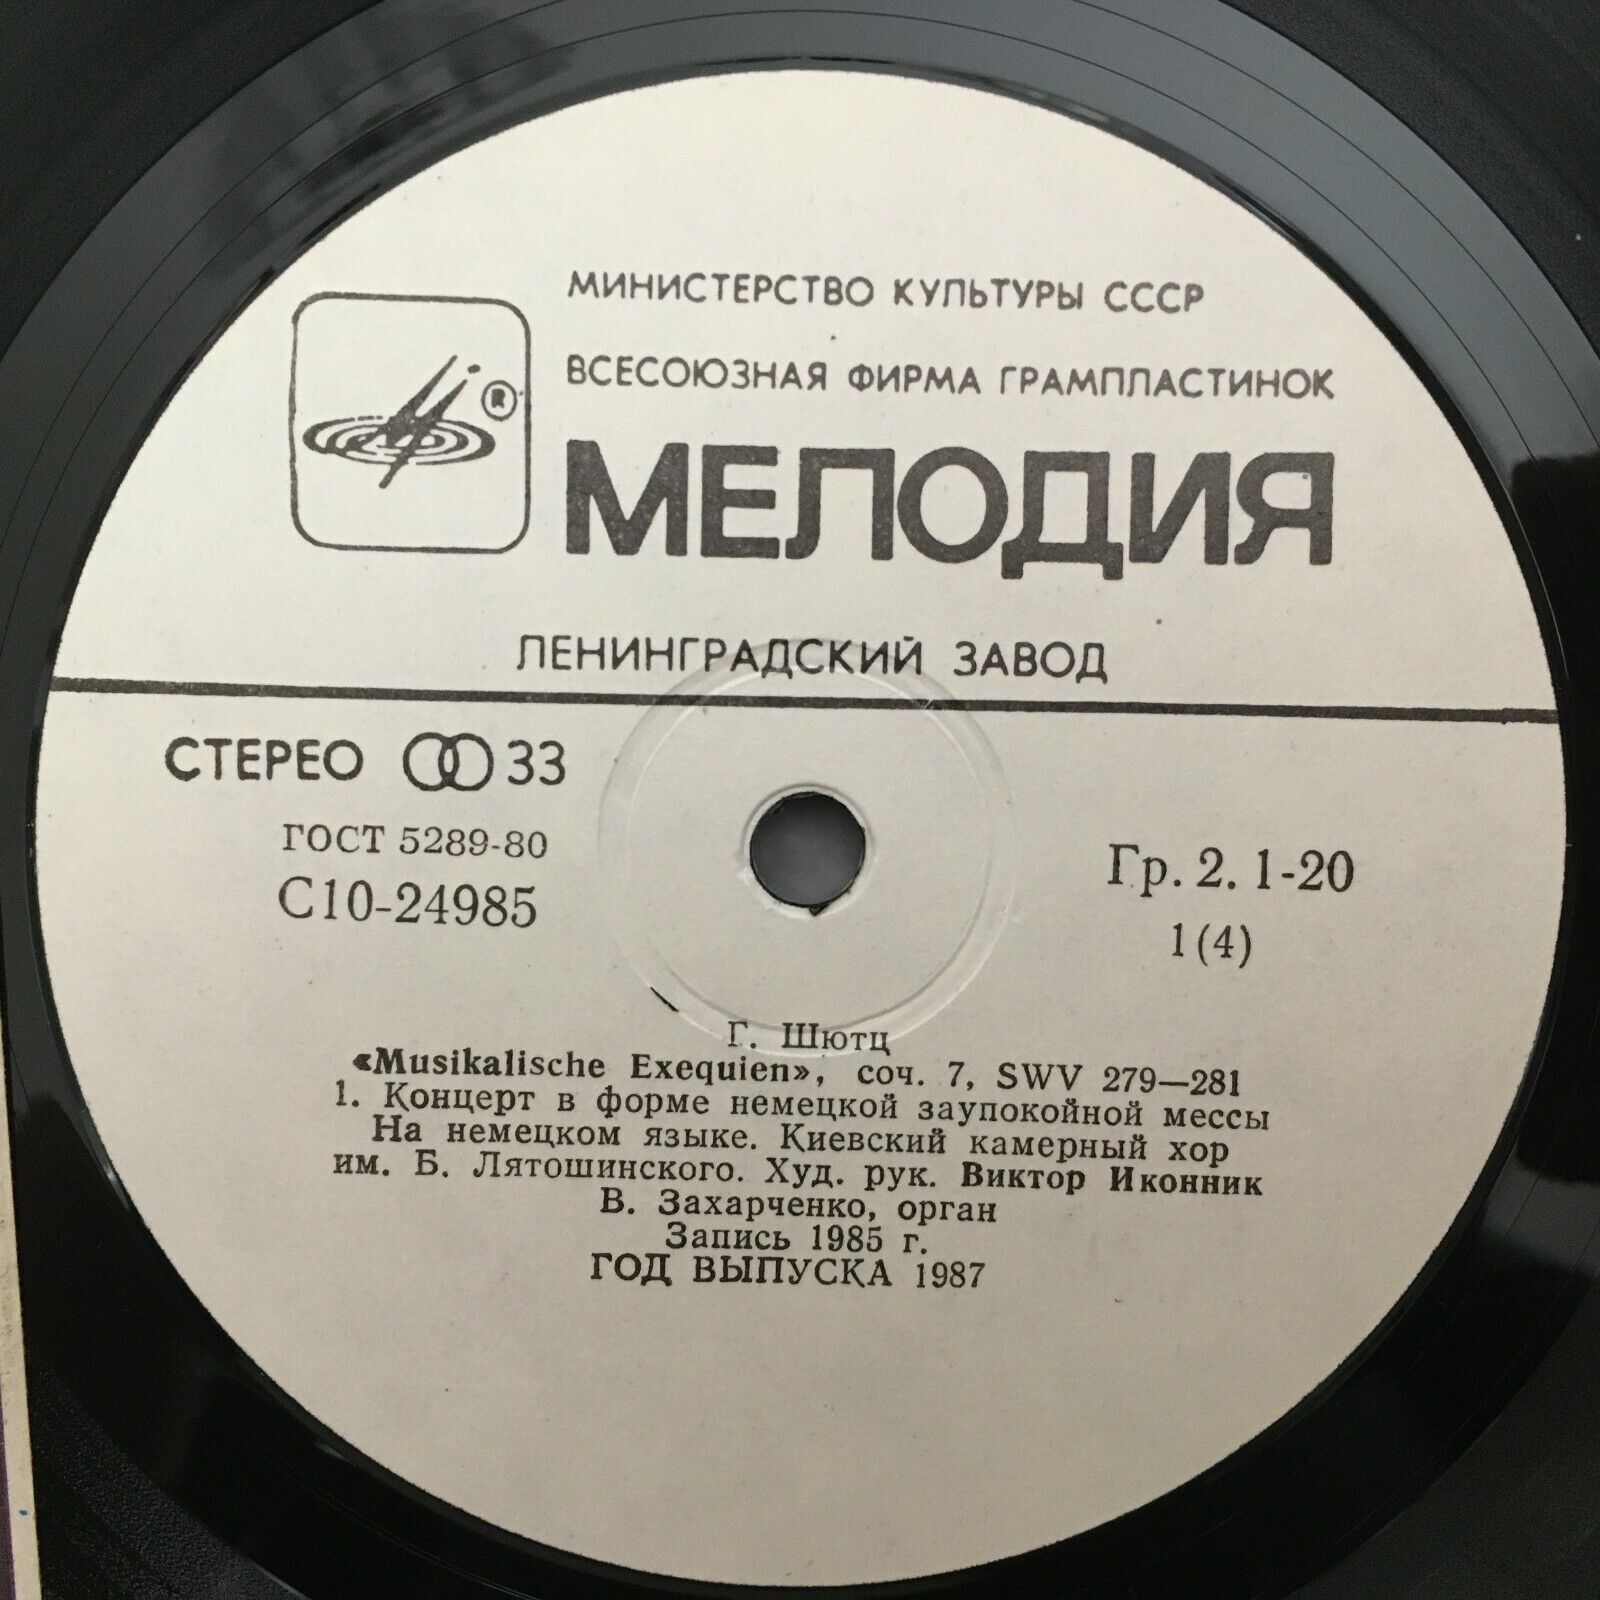 МИНИСТЕРСТВО КУЛЬТУРЫ СССР
ВСЕСОЮЗНАЯ ФИРМА ГРАМПЛАСТИНОК
®
МЕЛОДИЯ
ЛЕНИНГРАДСКИЙ ЗАВОД
СТЕРЕО 33
ГОСТ 5289-80
С10-24985
Гр. 2. 1-20
1(4)
Г. Шютц
«Musikalische Exequien», соч. 7, SWV 279—281
1. Концерт в форме немецкой заупокойной мессы
На немецком языке. Киевский камерный хор
им. Б. Лятошинского. Худ. рук. Виктор Иконник
В. Захарченко, орган
Запись 1985 г.
ГОД ВЫПУСКА 1987